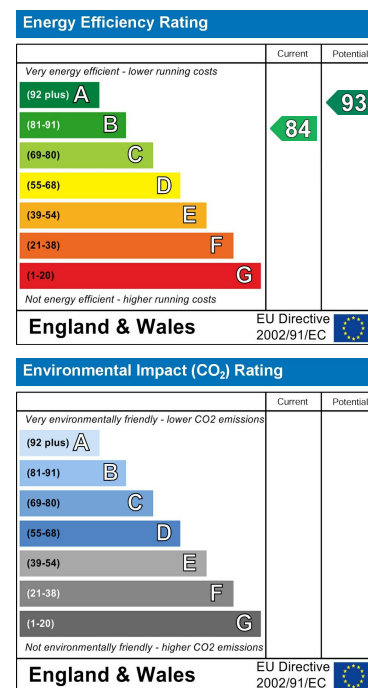 Energy Efficiency Rating
Current Potential
Very energy efficient - lower running costs
(92 plus) A
93
(81-91) B
84
(69-80) C
(55-68) D
(39-54) E
(21-38) F
(1-20) G
Not energy efficient - higher running costs
England & Wales
EU Directive
2002/91/EC
Environmental Impact (CO₂) Rating
Current Potential
Very environmentally friendly - lower CO2 emissions
(92 plus) A
(81-91) B
(69-80) C
(55-68) D
(39-54) E
(21-38) F
(1-20) G
Not environmentally friendly - higher CO2 emissions
England & Wales
EU Directive
2002/91/EC